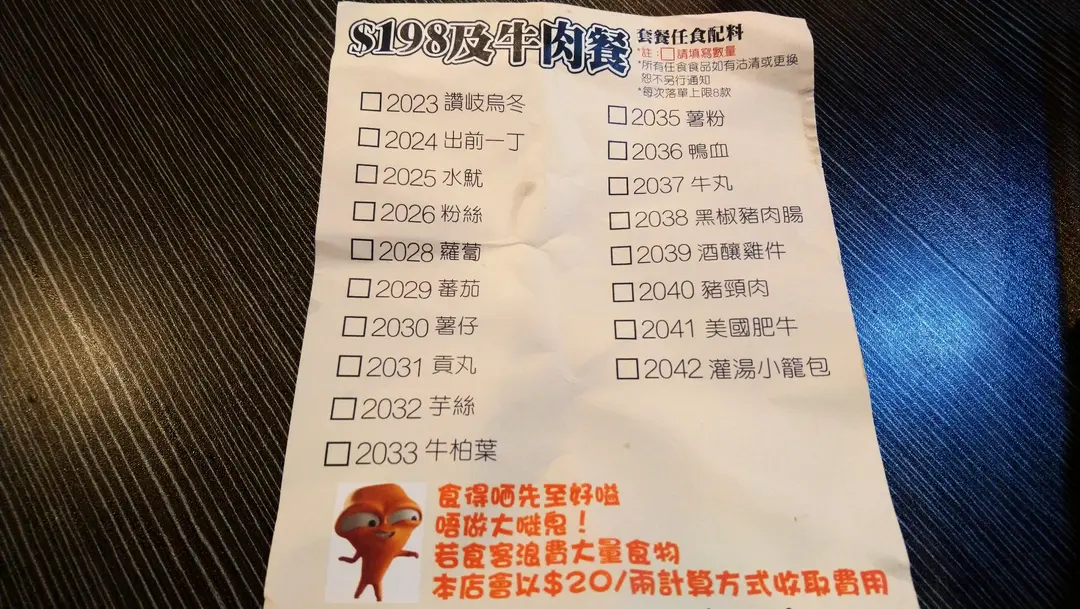 $198及牛肉餐
套餐任食配料
*註：□請填寫數量
*所有任食食品如有沽清或更換
恕不另行通知
*每次落單上限8款
□2023 讚岐烏冬
□2024 出前一丁
□2025 水魷
□2026 粉絲
□2028 蘿蔔
□2029 蕃茄
□2030 薯仔
□2031 貢丸
□2032 芋絲
□2033 牛柏葉
□2035 薯粉
□2036 鴨血
□2037 牛丸
□2038 黑椒豬肉腸
□2039 酒釀雞件
□2040 豬頸肉
□2041 美國肥牛
□2042 灌湯小籠包
食得哂先至好嗌
唔做大嘥鬼！
若食客浪費大量食物
本店會以$20/兩計算方式收取費用